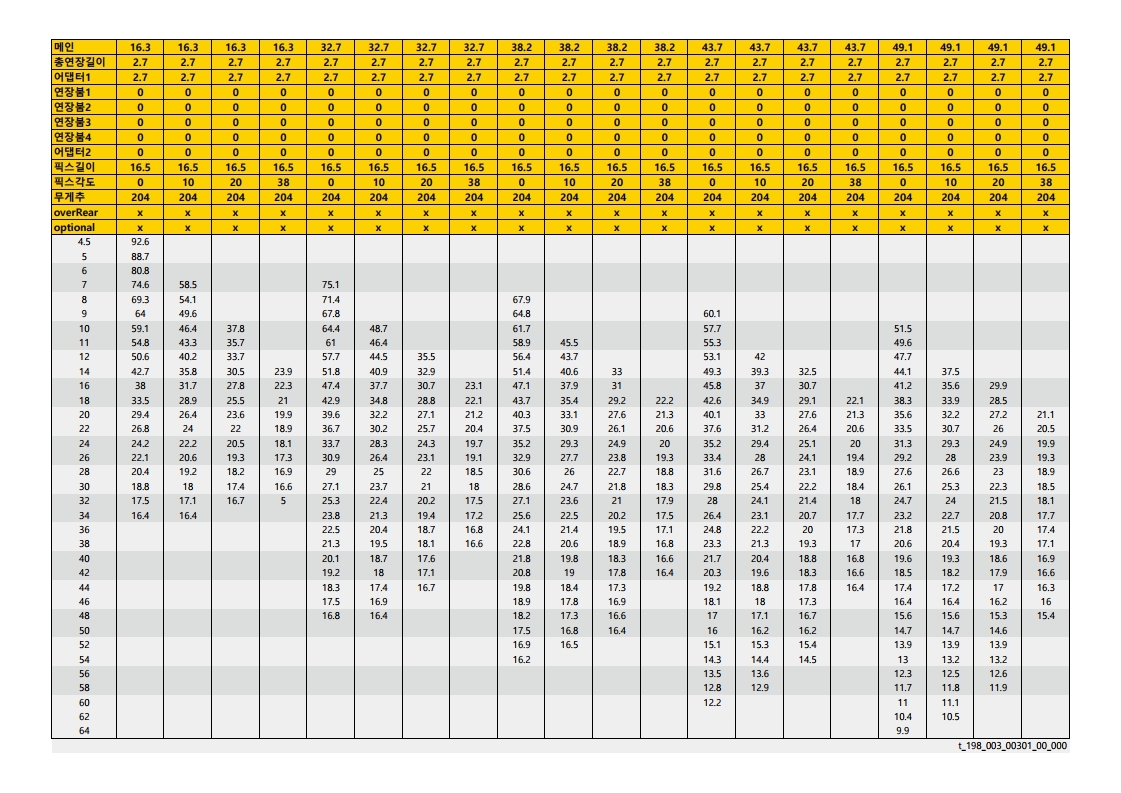 메인 16.3 16.3 16.3 16.3 32.7 32.7 32.7 32.7 38.2 38.2 38.2 38.2 43.7 43.7 43.7 43.7 49.1 49.1 49.1 49.1
총연장길이 2.7 2.7 2.7 2.7 2.7 2.7 2.7 2.7 2.7 2.7 2.7 2.7 2.7 2.7 2.7 2.7 2.7 2.7 2.7 2.7
어댑터1 2.7 2.7 2.7 2.7 2.7 2.7 2.7 2.7 2.7 2.7 2.7 2.7 2.7 2.7 2.7 2.7 2.7 2.7 2.7 2.7
연장붐1 0 0 0 0 0 0 0 0 0 0 0 0 0 0 0 0 0 0 0 0
연장붐2 0 0 0 0 0 0 0 0 0 0 0 0 0 0 0 0 0 0 0 0
연장붐3 0 0 0 0 0 0 0 0 0 0 0 0 0 0 0 0 0 0 0 0
연장붐4 0 0 0 0 0 0 0 0 0 0 0 0 0 0 0 0 0 0 0 0
어댑터2 0 0 0 0 0 0 0 0 0 0 0 0 0 0 0 0 0 0 0 0
픽스길이 16.5 16.5 16.5 16.5 16.5 16.5 16.5 16.5 16.5 16.5 16.5 16.5 16.5 16.5 16.5 16.5 16.5 16.5 16.5 16.5
픽스각도 0 10 20 38 0 10 20 38 0 10 20 38 0 10 20 38 0 10 20 38
무게추 204 204 204 204 204 204 204 204 204 204 204 204 204 204 204 204 204 204 204 204
overRear x x x x x x x x x x x x x x x x x x x x
optional x x x x x x x x x x x x x x x x x x x x
4.5 92.6
5 88.7
6 80.8
7 74.6 58.5 75.1
8 69.3 54.1 71.4 67.9
9 64 49.6 67.8 64.8 60.1
10 59.1 46.4 37.8 64.4 48.7 61.7 57.7 51.5
11 54.8 43.3 35.7 61 46.4 58.9 45.5 55.3 49.6
12 50.6 40.2 33.7 57.7 44.5 35.5 56.4 43.7 53.1 42 47.7
14 42.7 35.8 30.5 23.9 51.8 40.9 32.9 51.4 40.6 33 49.3 39.3 32.5 44.1 37.5
16 38 31.7 27.8 22.3 47.4 37.7 30.7 23.1 47.1 37.9 31 45.8 37 30.7 41.2 35.6 29.9
18 33.5 28.9 25.5 21 42.9 34.8 28.8 22.1 43.7 35.4 29.2 22.2 42.6 34.9 29.1 22.1 38.3 33.9 28.5
20 29.4 26.4 23.6 19.9 39.6 32.2 27.1 21.2 40.3 33.1 27.6 21.3 40.1 33 27.6 21.3 35.6 32.2 27.2 21.1
22 26.8 24 22 18.9 36.7 30.2 25.7 20.4 37.5 30.9 26.1 20.6 37.6 31.2 26.4 20.6 33.5 30.7 26 20.5
24 24.2 22.2 20.5 18.1 33.7 28.3 24.3 19.7 35.2 29.3 24.9 20 35.2 29.4 25.1 20 31.3 29.3 24.9 19.9
26 22.1 20.6 19.3 17.3 30.9 26.4 23.1 19.1 32.9 27.7 23.8 19.3 33.4 28 24.1 19.4 29.2 28 23.9 19.3
28 20.4 19.2 18.2 16.9 29 25 22 18.5 30.6 26 22.7 18.8 31.6 26.7 23.1 18.9 27.6 26.6 23 18.9
30 18.8 18 17.4 16.6 27.1 23.7 21 18 28.6 24.7 21.8 18.3 29.8 25.4 22.2 18.4 26.1 25.3 22.3 18.5
32 17.5 17.1 16.7 5 25.3 22.4 20.2 17.5 27.1 23.6 21 17.9 28 24.1 21.4 18 24.7 24 21.5 18.1
34 16.4 16.4 23.8 21.3 19.4 17.2 25.6 22.5 20.2 17.5 26.4 23.1 20.7 17.7 23.2 22.7 20.8 17.7
36 22.5 20.4 18.7 16.8 24.1 21.4 19.5 17.1 24.8 22.2 20 17.3 21.8 21.5 20 17.4
38 21.3 19.5 18.1 16.6 22.8 20.6 18.9 16.8 23.3 21.3 19.3 17 20.6 20.4 19.3 17.1
40 20.1 18.7 17.6 21.8 19.8 18.3 16.6 21.7 20.4 18.8 16.8 19.6 19.3 18.6 16.9
42 19.2 18 17.1 20.8 19 17.8 16.4 20.3 19.6 18.3 16.6 18.5 18.2 17.9 16.6
44 18.3 17.4 16.7 19.8 18.4 17.3 19.2 18.8 17.8 16.4 17.4 17.2 17 16.3
46 17.5 16.9 18.9 17.8 16.9 18.1 18 17.3 16.4 16.4 16.2 16
48 16.8 16.4 18.2 17.3 16.6 17 17.1 16.7 15.6 15.6 15.3 15.4
50 17.5 16.8 16.4 16 16.2 16.2 14.7 14.7 14.6
52 16.9 16.5 15.1 15.3 15.4 13.9 13.9 13.9
54 16.2 14.3 14.4 14.5 13 13.2 13.2
56 13.5 13.6 12.3 12.5 12.6
58 12.8 12.9 11.7 11.8 11.9
60 12.2 11 11.1
62 10.4 10.5
64 9.9
t_198_003_00301_00_000